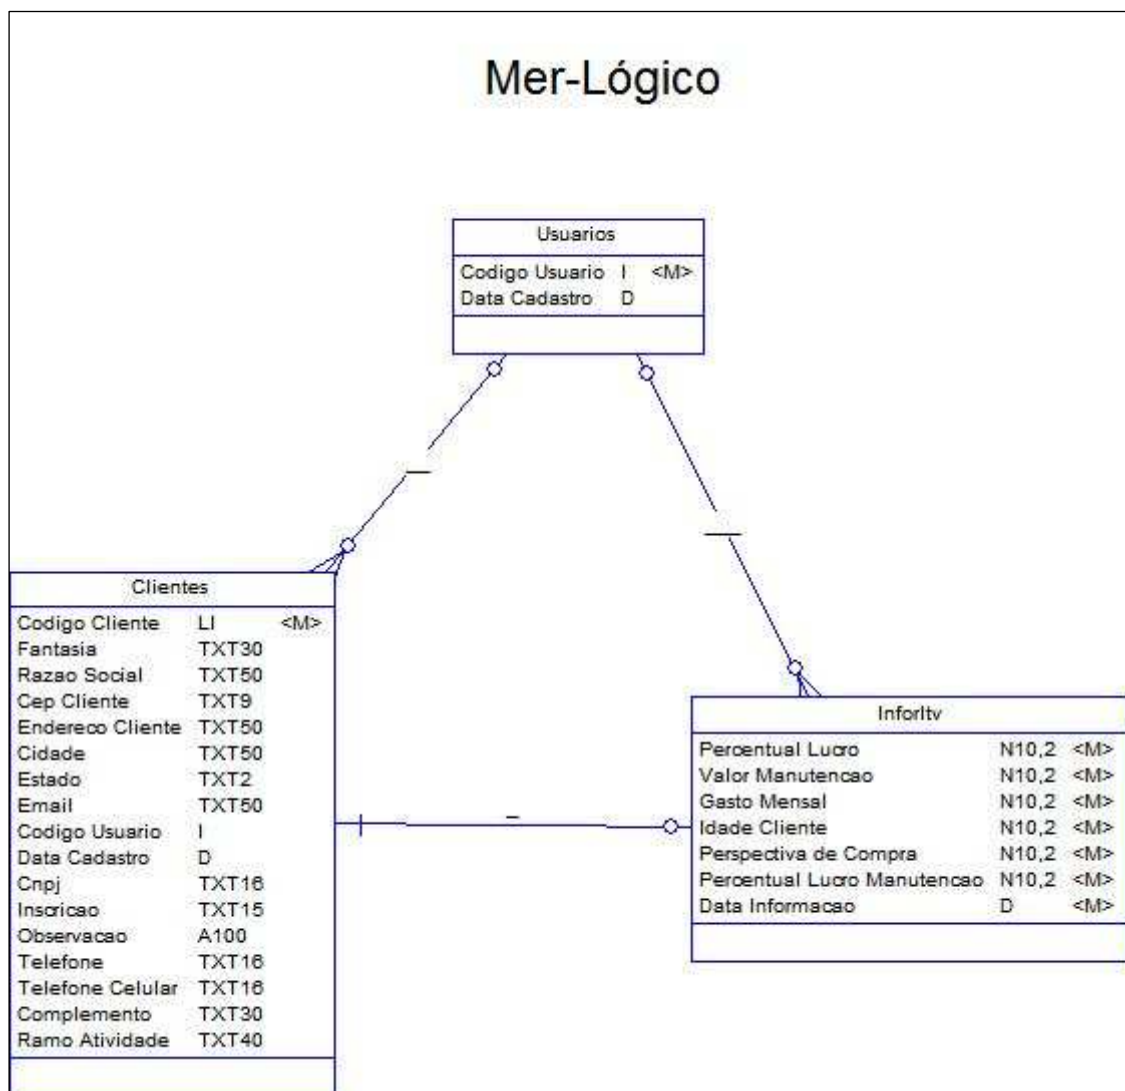 Mer-Lógico
Usuarios
Codigo Usuario I <M>
Data Cadastro D
Clientes
Codigo Cliente LI <M>
Fantasia TXT30
Razao Social TXT50
Cep Cliente TXT9
Endereco Cliente TXT50
Cidade TXT50
Estado TXT2
Email TXT50
Codigo Usuario I
Data Cadastro D
Cnpj TXT16
Inscricao TXT15
Observacao A100
Telefone TXT16
Telefone Celular TXT16
Complemento TXT30
Ramo Atividade TXT40
Inforltv
Percentual Lucro N10,2 <M>
Valor Manutencao N10,2 <M>
Gasto Mensal N10,2 <M>
Idade Cliente N10,2 <M>
Perspectiva de Compra N10,2 <M>
Percentual Lucro Manutencao N10,2 <M>
Data Informacao D <M>